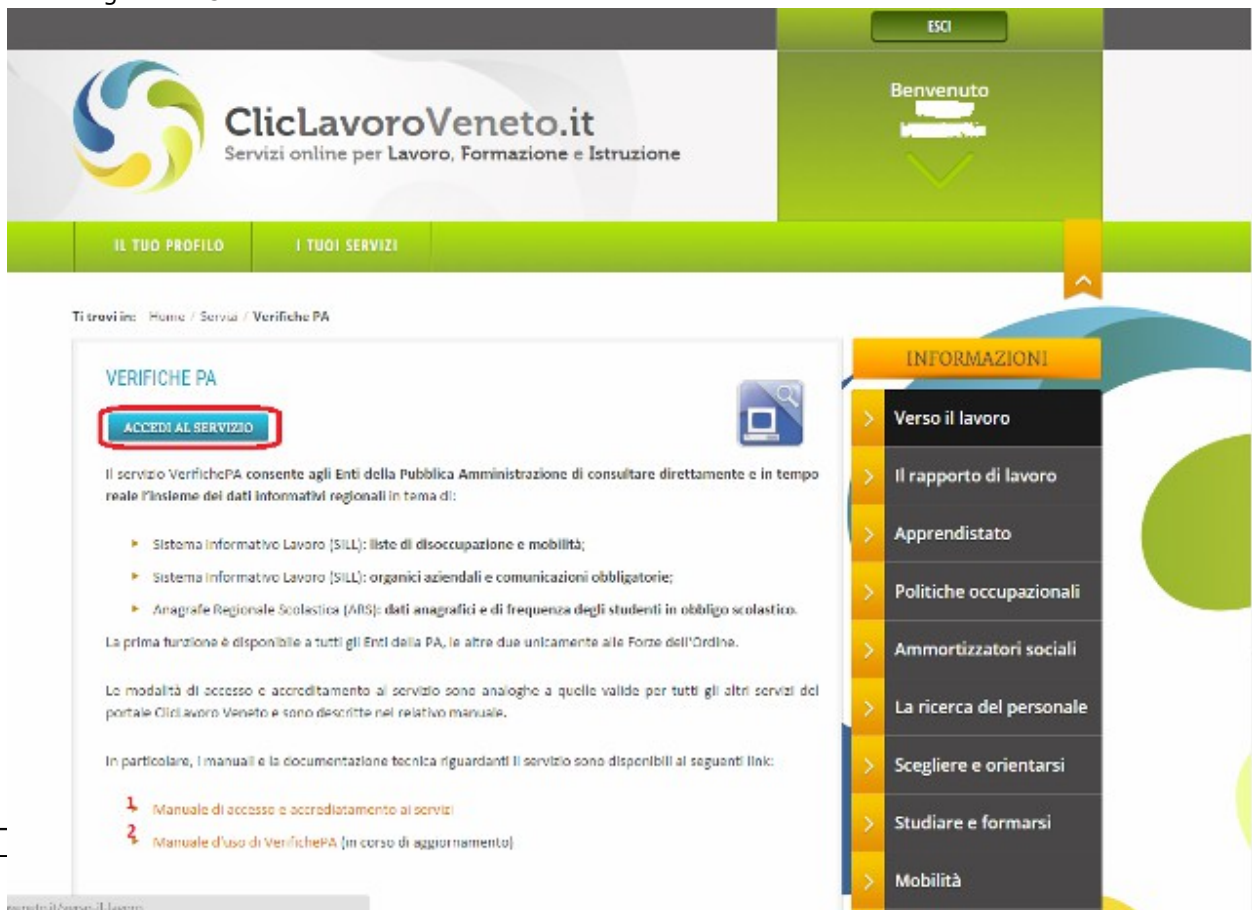 ESCI
Benvenuto
ClicLavoroVeneto.it
Servizi online per Lavoro, Formazione e Istruzione
IL TUO PROFILO
I TUOI SERVIZI
Ti trovi in: Home / Servizi / Verifiche PA
VERIFICHE PA
ACCEDI AL SERVIZIO
Il servizio VerifichePA consente agli Enti della Pubblica Amministrazione di consultare direttamente e in tempo
reale l'insieme dei dati informativi regionali in tema di:
Sistema Informativo Lavoro (SILL): liste di disoccupazione e mobilità;
Sistema Informativo Lavoro (SILL): organici aziendali e comunicazioni obbligatorie;
Anagrafe Regionale Scolastica (ARS): dati anagrafici e di frequenza degli studenti in obbligo scolastico.
La prima funzione è disponibile a tutti gli Enti della PA, le altre due unicamente alle Forze dell'Ordine.
Le modalità di accesso e accreditamento al servizio sono analoghe a quelle valide per tutti gli altri servizi del
portale ClicLavoro Veneto e sono descritte nel relativo manuale.
In particolare, i manuali e la documentazione tecnica riguardanti il servizio sono disponibili ai seguenti link:
1 Manuale di accesso e accrediatamento ai servizi
2 Manuale d'uso di VerifichePA (in corso di aggiornamento)
INFORMAZIONI
Verso il lavoro
Il rapporto di lavoro
Apprendistato
Politiche occupazionali
Ammortizzatori sociali
La ricerca del personale
Scegliere e orientarsi
Studiare e formarsi
Mobilità